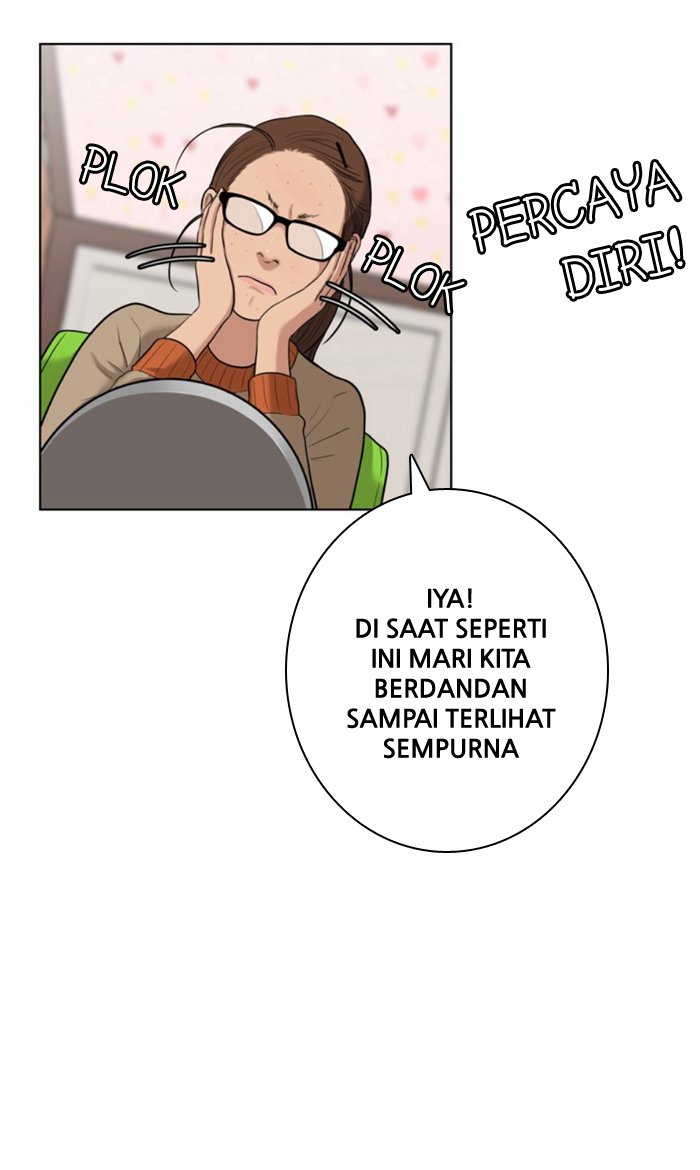 PLOK
PLOK
PERCAYA
DIRI!
IYA!
DI SAAT SEPERTI
INI MARI KITA
BERDANDAN
SAMPAI TERLIHAT
SEMPURNA